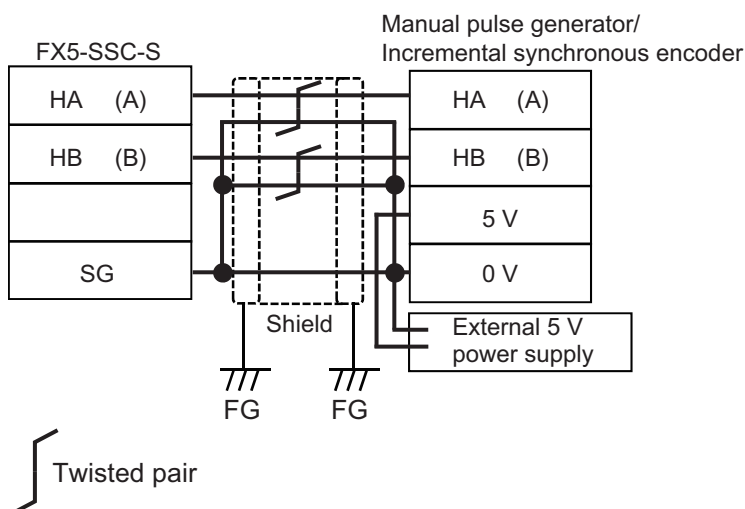 Manual pulse generator/
Incremental synchronous encoder
FX5-SSC-S
HA (A)
HB (B)
SG
HA (A)
HB (B)
5 V
0 V
External 5 V
power supply
Shield
FG
FG
Twisted pair